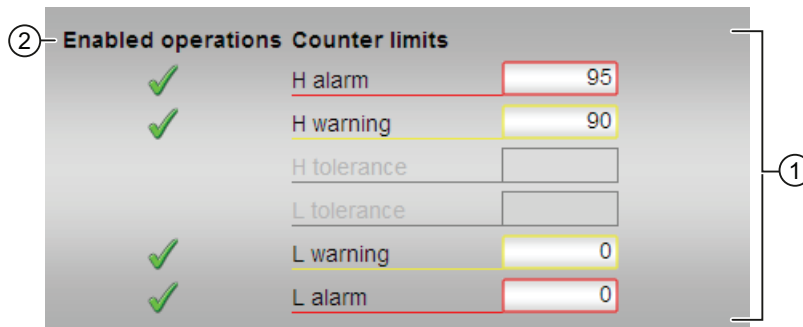 2 Enabled operations Counter limits
H alarm 95
H warning 90
H tolerance
1
L tolerance
L warning 0
L alarm 0